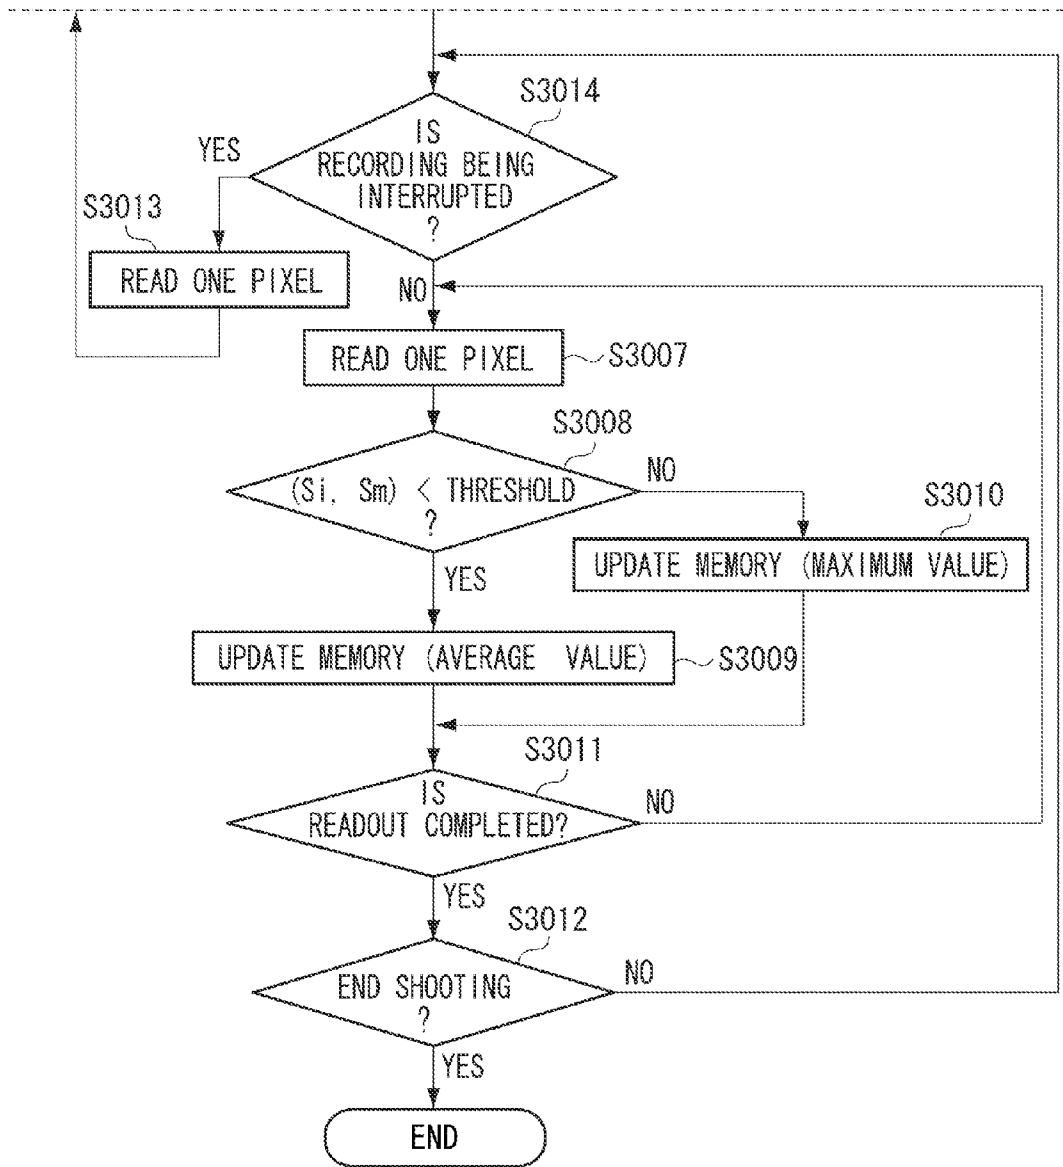 S3014
IS
RECORDING BEING
INTERRUPTED
?
YES
S3013
READ ONE PIXEL
NO
READ ONE PIXEL
S3007
S3008
(Si, Sm) < THRESHOLD
?
NO
S3010
UPDATE MEMORY (MAXIMUM VALUE)
YES
UPDATE MEMORY (AVERAGE VALUE)
S3009
S3011
IS
READOUT COMPLETED?
NO
YES
S3012
END SHOOTING
?
NO
YES
END